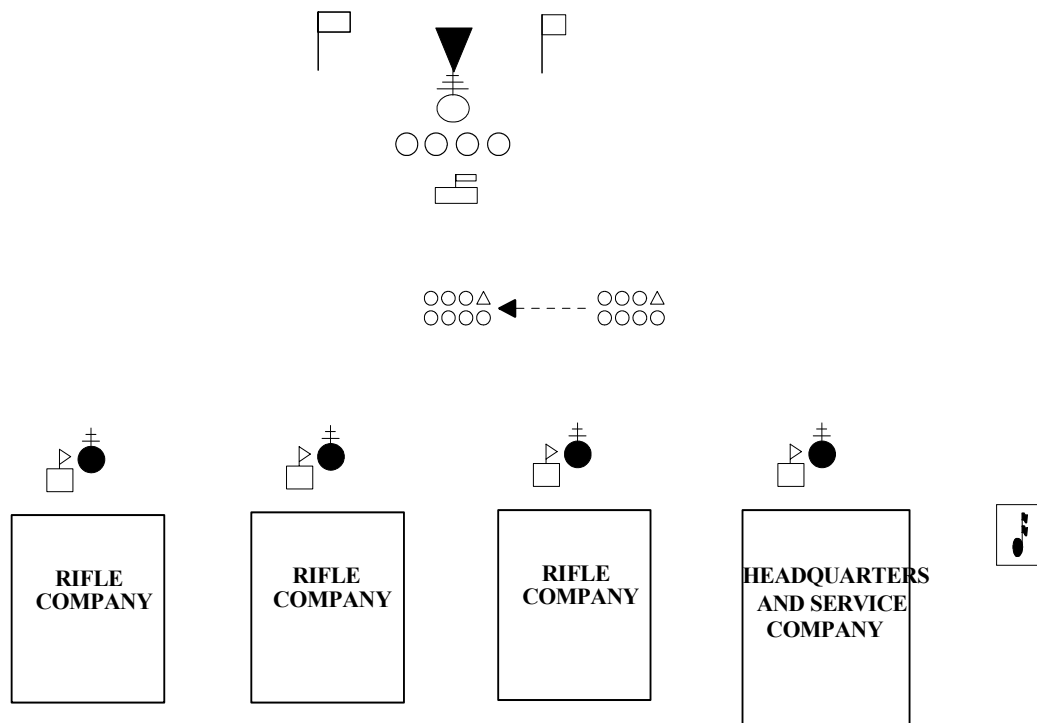 RIFLE
COMPANY
RIFLE
COMPANY
RIFLE
COMPANY
HEADQUARTERS
AND SERVICE
COMPANY